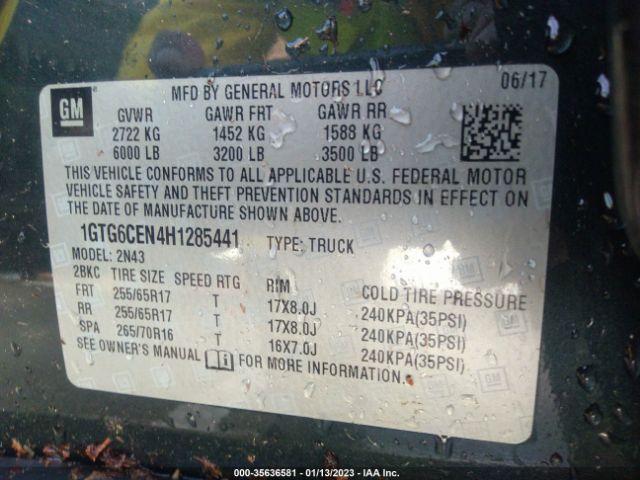 GM
MFD BY GENERAL MOTORS LLC
06/17
GVWR GAWR FRT GAWR RR
2722 KG 1452 KG 1588 KG
6000 LB 3200 LB 3500 LB
THIS VEHICLE CONFORMS TO ALL APPLICABLE U.S. FEDERAL MOTOR
VEHICLE SAFETY AND THEFT PREVENTION STANDARDS IN EFFECT ON
THE DATE OF MANUFACTURE SHOWN ABOVE.
1GTG6CEN4H1285441 TYPE: TRUCK
MODEL: 2N43
2BKC TIRE SIZE SPEED RTG RIM COLD TIRE PRESSURE
FRT 255/65R17 T 17X8.0J 240KPA(35PSI)
RR 255/65R17 T 17X8.0J 240KPA(35PSI)
SPA 265/70R16 T 16X7.0J 240KPA(35PSI)
SEE OWNER'S MANUAL FOR MORE INFORMATION.
000-35636581 - 01/13/2023 - IAA Inc.